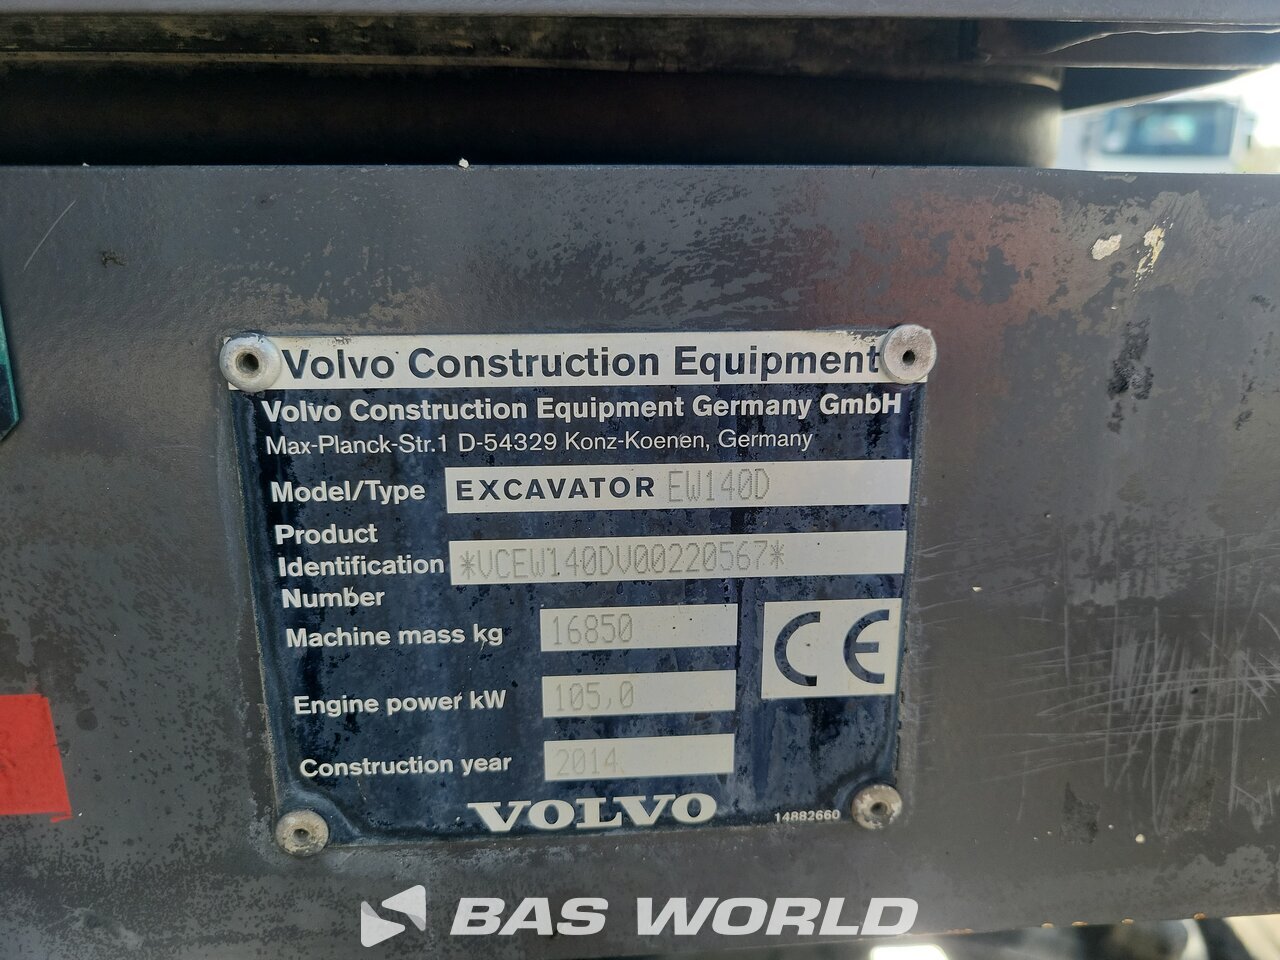 Volvo Construction Equipment
Volvo Construction Equipment Germany GmbH
Max-Planck-Str.1 D-54329 Konz-Koenen, Germany
Model/Type EXCAVATOR EW140D
Product
Identification *VCEW140DV00220567*
Number
Machine mass kg 16850
CE
Engine power kW 105,0
Construction year 2014
VOLVO
14882660
BAS WORLD